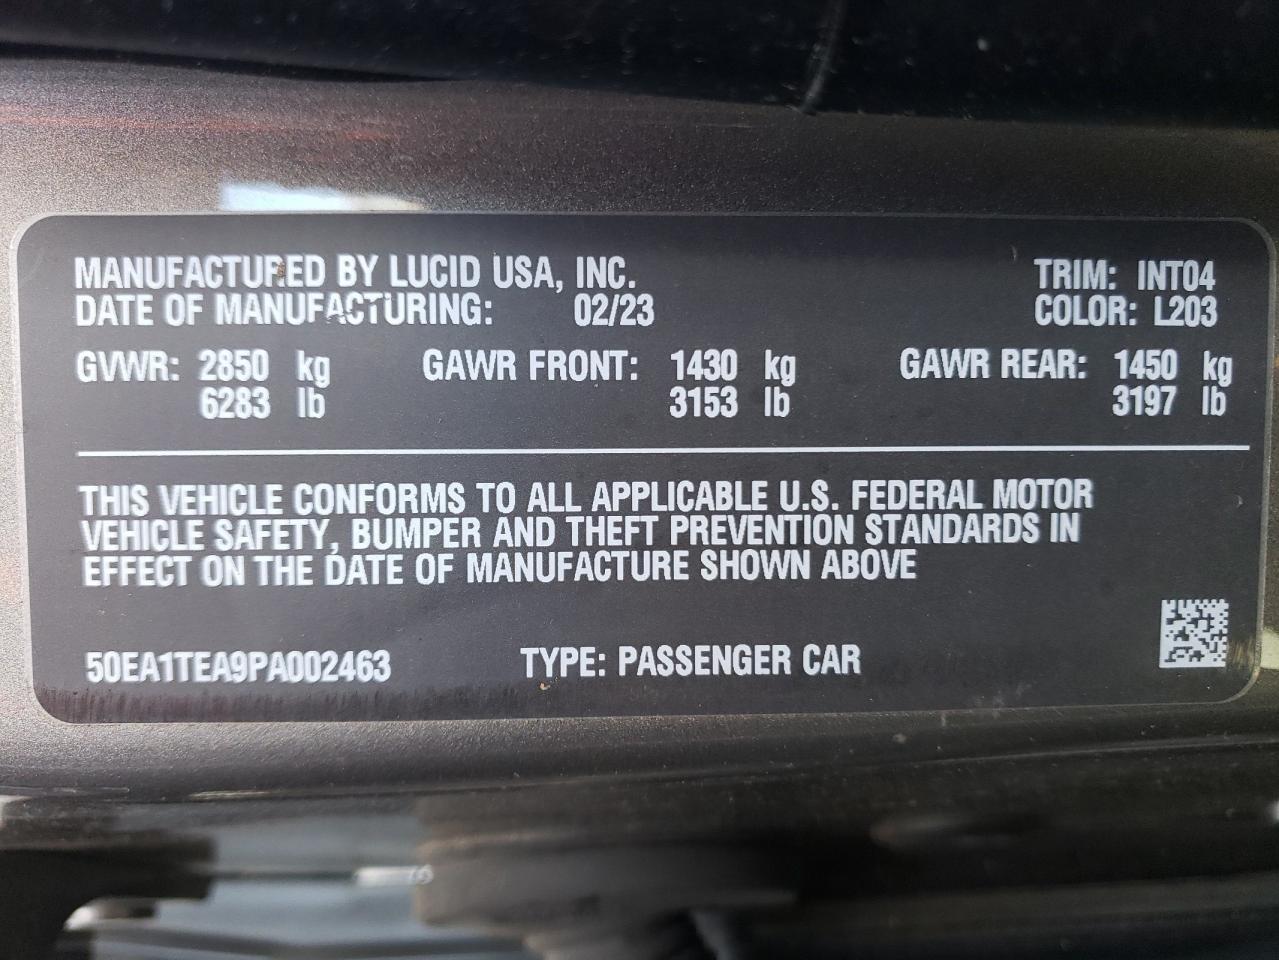 MANUFACTURED BY LUCID USA, INC. TRIM: INT04
DATE OF MANUFACTURING: 02/23 COLOR: L203
GVWR: 2850 kg GAWR FRONT: 1430 kg GAWR REAR: 1450 kg
6283 lb 3153 lb 3197 lb
THIS VEHICLE CONFORMS TO ALL APPLICABLE U.S. FEDERAL MOTOR
VEHICLE SAFETY, BUMPER AND THEFT PREVENTION STANDARDS IN
EFFECT ON THE DATE OF MANUFACTURE SHOWN ABOVE
50EA1TEA9PA002463 TYPE: PASSENGER CAR